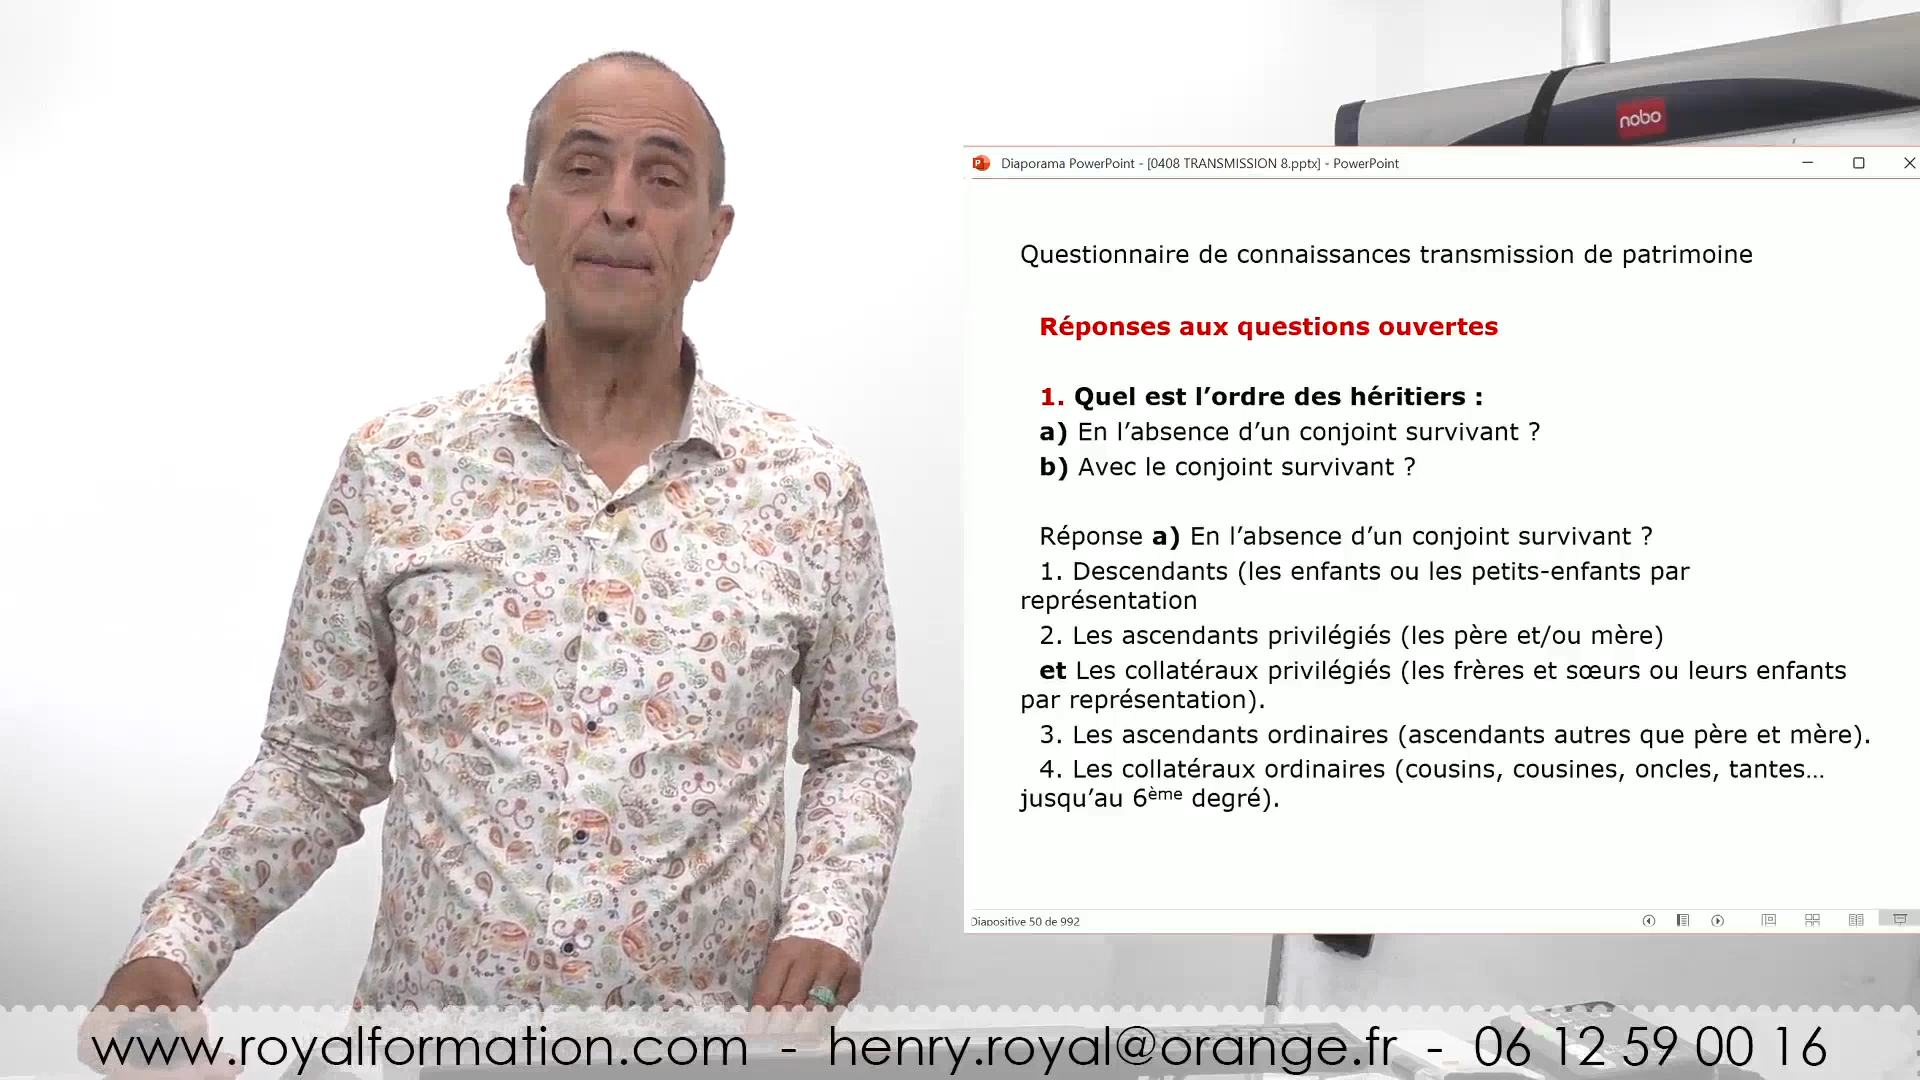 nobo
Diaporama PowerPoint - [0408 TRANSMISSION 8.pptx] - PowerPoint
Questionnaire de connaissances transmission de patrimoine
Réponses aux questions ouvertes
1. Quel est l’ordre des héritiers :
a) En l’absence d’un conjoint survivant ?
b) Avec le conjoint survivant ?
Réponse a) En l’absence d’un conjoint survivant ?
1. Descendants (les enfants ou les petits-enfants par
représentation
2. Les ascendants privilégiés (les père et/ou mère)
et Les collatéraux privilégiés (les frères et sœurs ou leurs enfants
par représentation).
3. Les ascendants ordinaires (ascendants autres que père et mère).
4. Les collatéraux ordinaires (cousins, cousines, oncles, tantes…
jusqu’au 6ème degré).
Diapositive 50 de 992
www.royalformation.com - henry.royal@orange.fr - 06 12 59 00 16